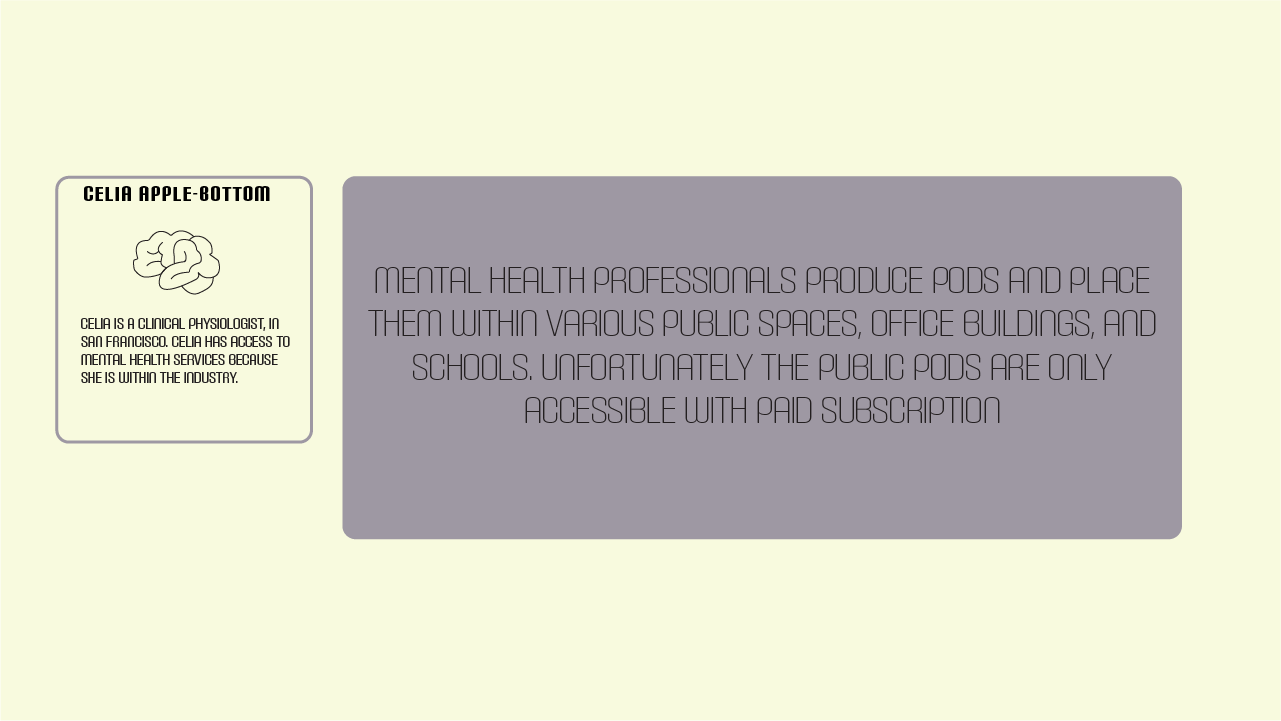 CELIA APPLE-BOTTOM
CELIA IS A CLINICAL PHYSIOLOGIST, IN
SAN FRANCISCO. CELIA HAS ACCESS TO
MENTAL HEALTH SERVICES BECAUSE
SHE IS WITHIN THE INDUSTRY.
MENTAL HEALTH PROFESSIONALS PRODUCE PODS AND PLACE
THEM WITHIN VARIOUS PUBLIC SPACES, OFFICE BUILDINGS, AND
SCHOOLS. UNFORTUNATELY THE PUBLIC PODS ARE ONLY
ACCESSIBLE WITH PAID SUBSCRIPTION